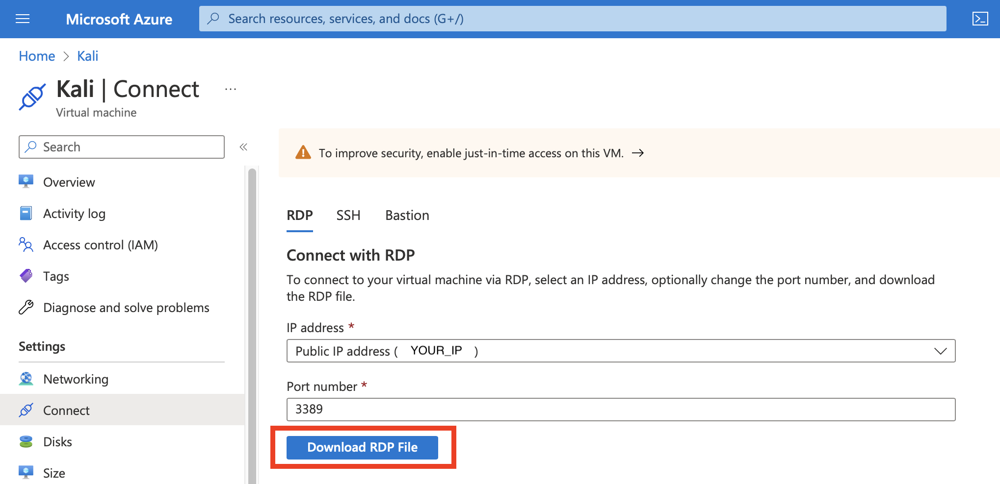 Microsoft Azure
Search resources, services, and docs (G+/)
Home > Kali
Kali | Connect ...
Virtual machine
Search
«
Overview
Activity log
Access control (IAM)
Tags
Diagnose and solve problems
Settings
Networking
Connect
Disks
Size
To improve security, enable just-in-time access on this VM. →
RDP SSH Bastion
Connect with RDP
To connect to your virtual machine via RDP, select an IP address, optionally change the port number, and download
the RDP file.
IP address *
Public IP address ( YOUR_IP )
Port number *
3389
Download RDP File